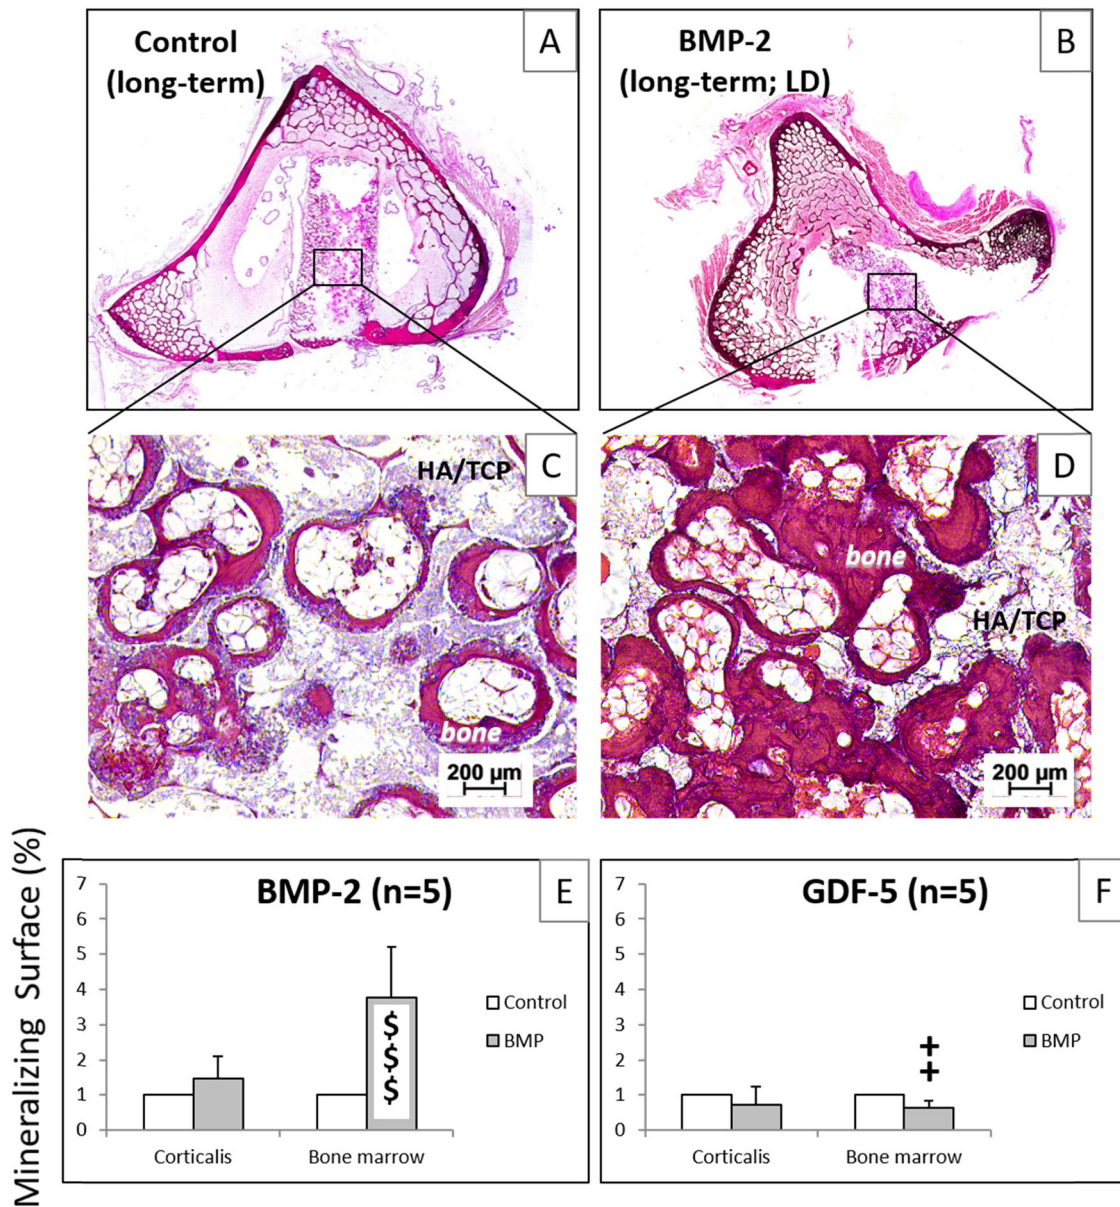 Control
(long-term)
A
BMP-2
(long-term; LD)
B
HA/TCP
C
bone
200 µm
D
bone
HA/TCP
200 µm
Mineralizing Surface (%)
BMP-2 (n=5)
E
7
6
5
4
3
2
1
0
$
$
$
Control
BMP
Corticalis
Bone marrow
GDF-5 (n=5)
F
7
6
5
4
3
2
1
0
+
+
Control
BMP
Corticalis
Bone marrow